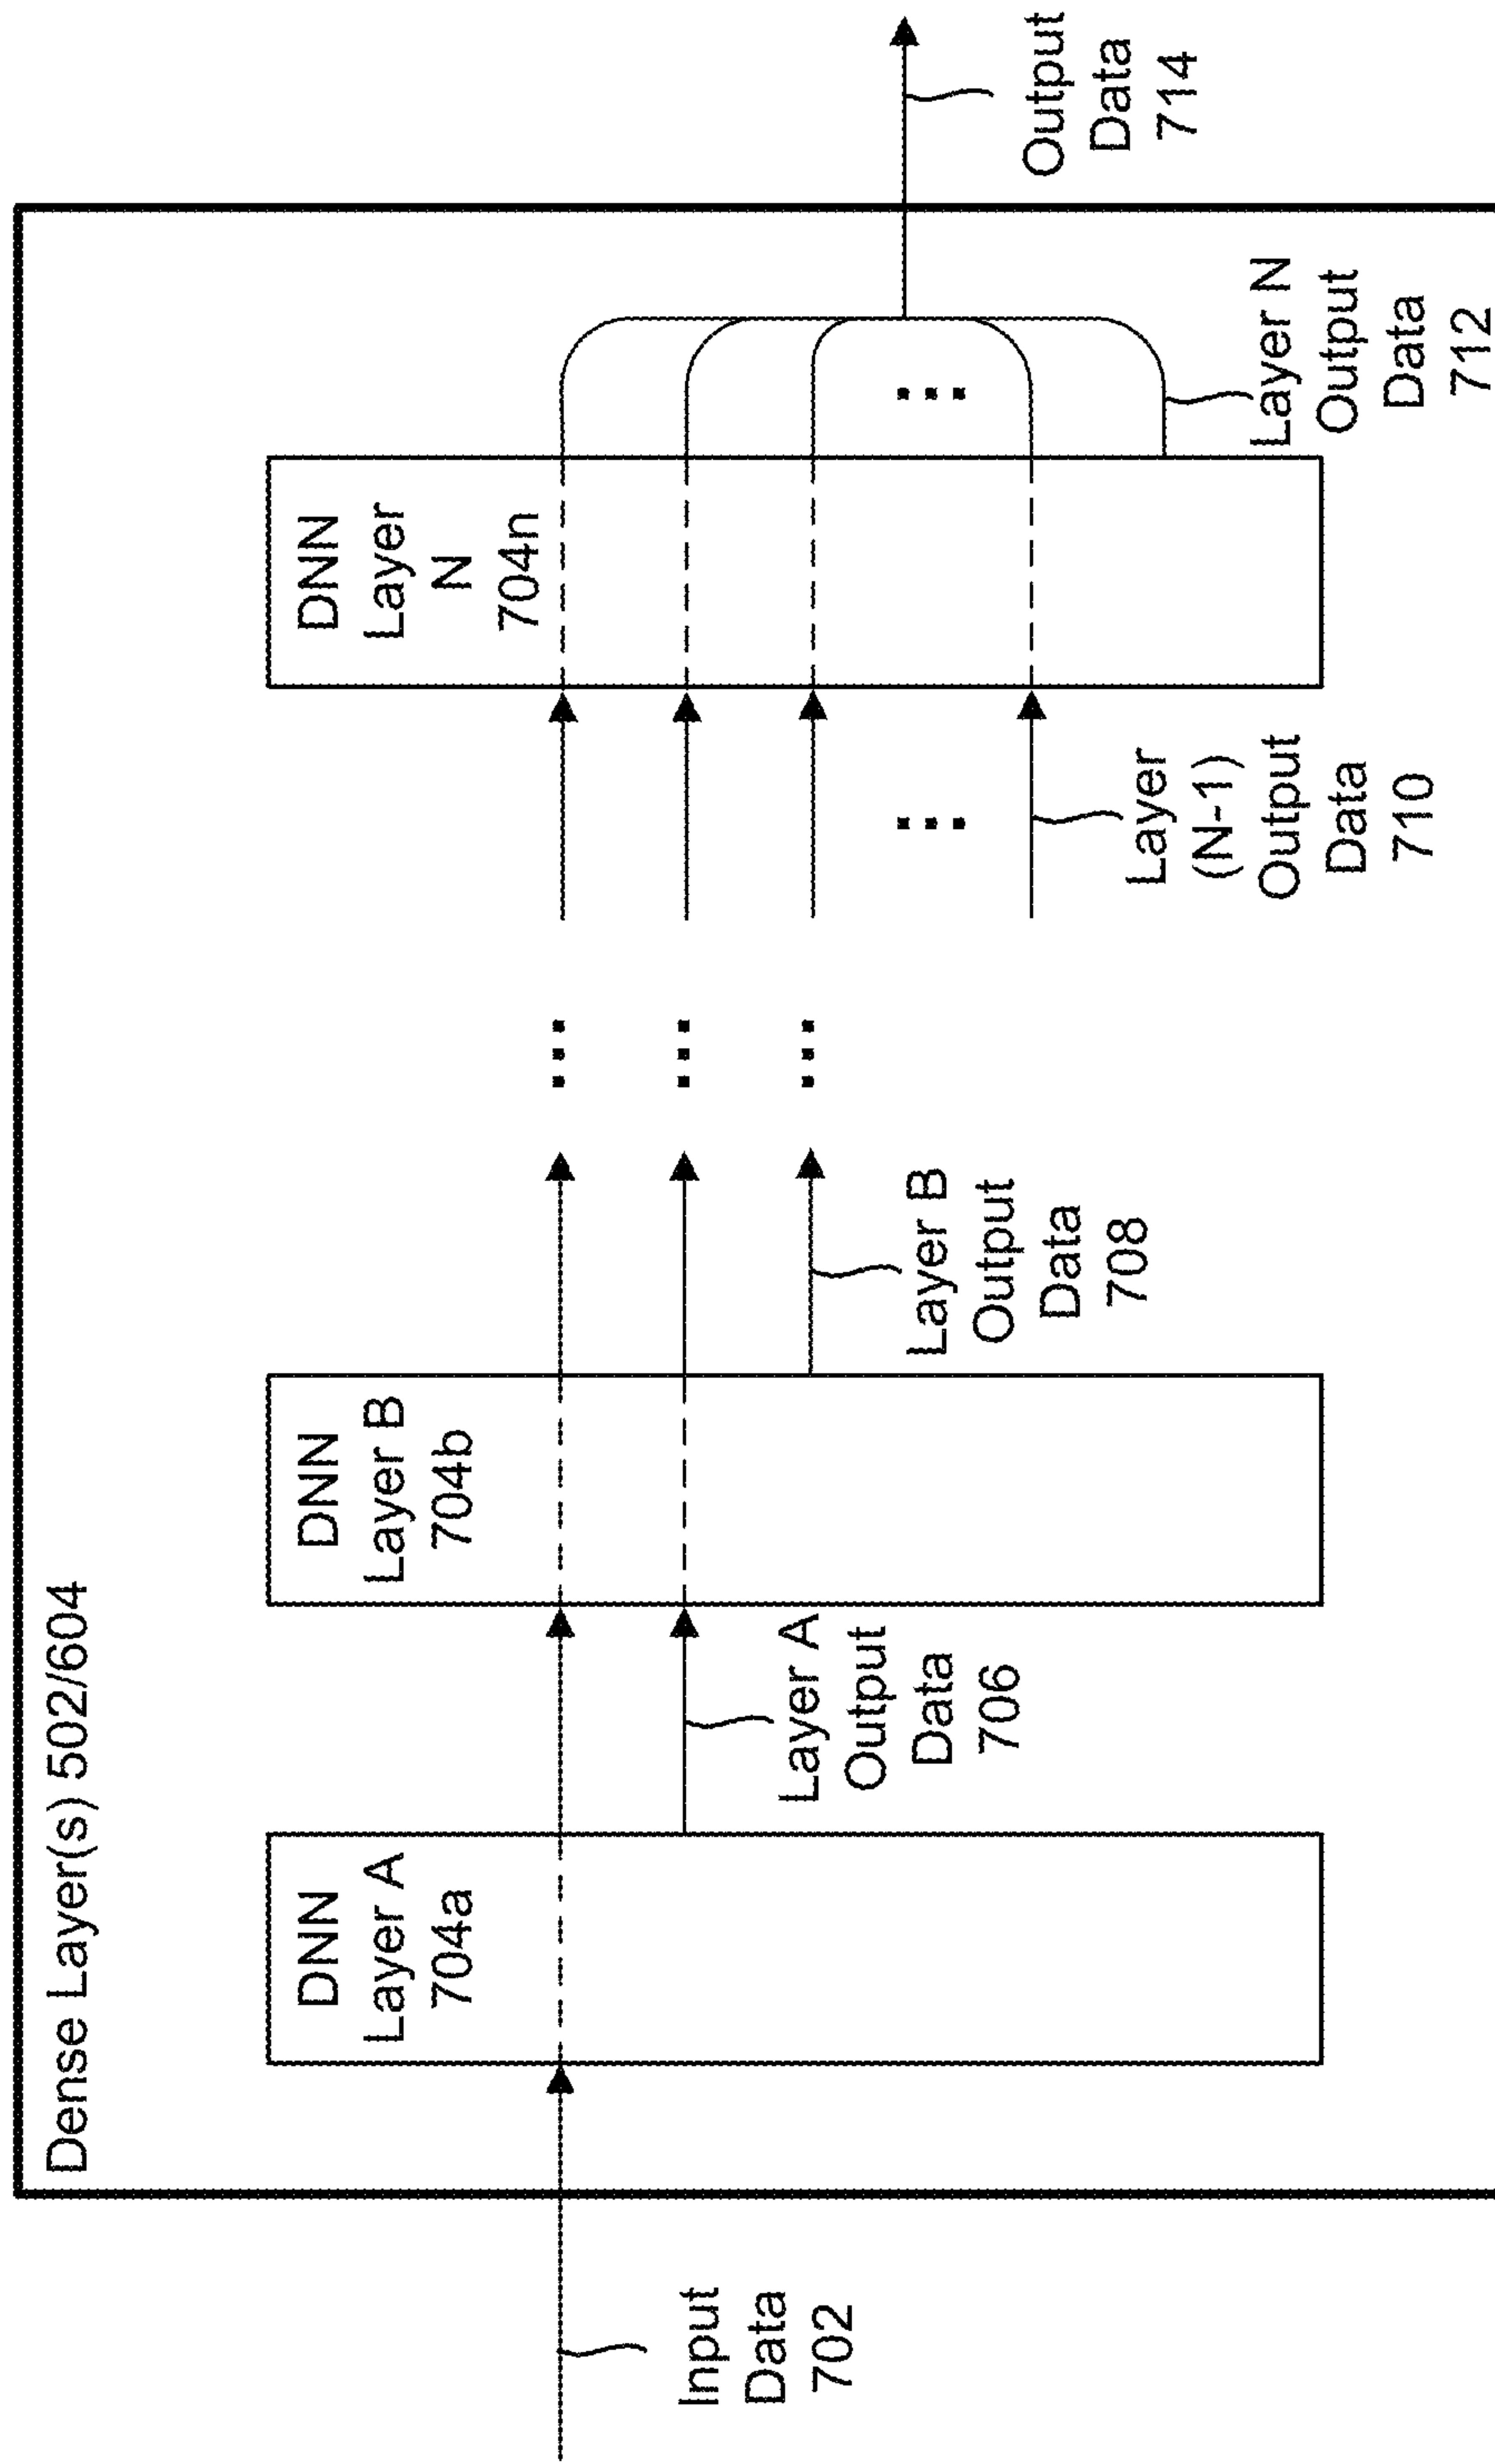 Dense Layer(s) 502/604
Input
Data
702
DNN
Layer A
704a
Layer A
Output
Data
706
DNN
Layer B
704b
Layer B
Output
Data
708
...
...
...
...
Layer
(N-1)
Output
Data
710
DNN
Layer
N
704n
...
Layer N
Output
Data
712
Output
Data
714